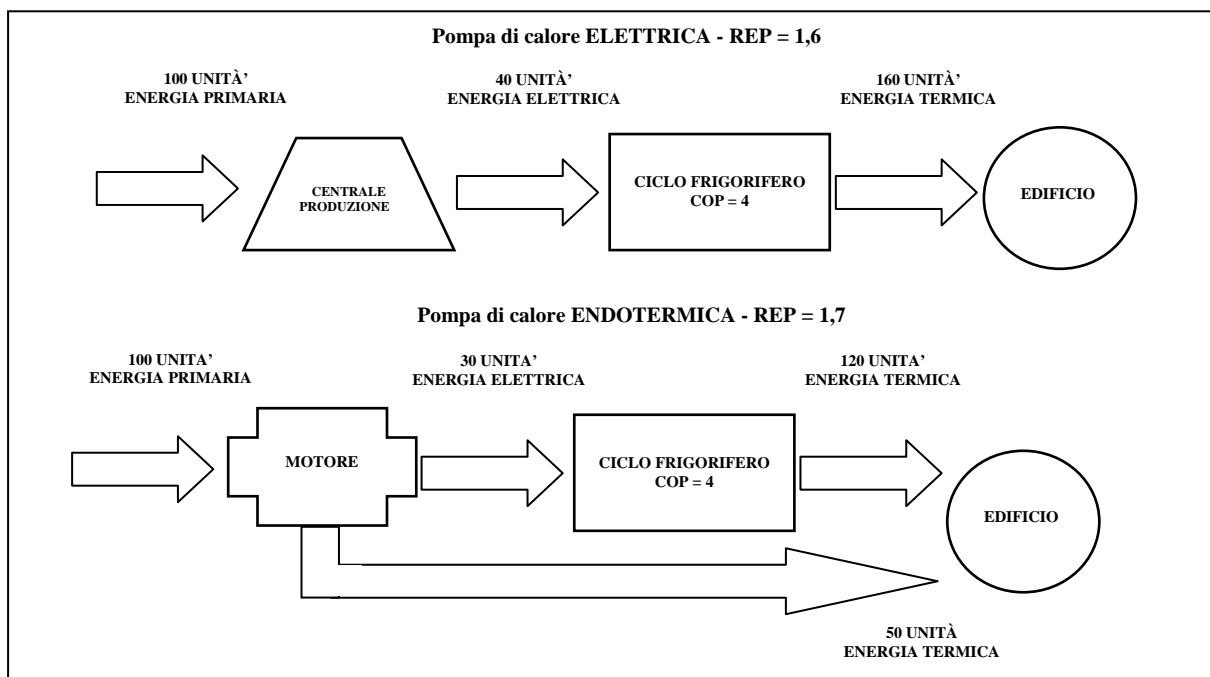 Pompa di calore ELETTRICA - REP = 1,6
100 UNITÀ’
ENERGIA PRIMARIA
40 UNITÀ’
ENERGIA ELETTRICA
160 UNITÀ’
ENERGIA TERMICA
CENTRALE
PRODUZIONE
CICLO FRIGORIFERO
COP = 4
EDIFICIO
Pompa di calore ENDOTERMICA - REP = 1,7
100 UNITA’
ENERGIA PRIMARIA
30 UNITA’
ENERGIA ELETTRICA
120 UNITA’
ENERGIA TERMICA
MOTORE
CICLO FRIGORIFERO
COP = 4
EDIFICIO
50 UNITÀ
ENERGIA TERMICA